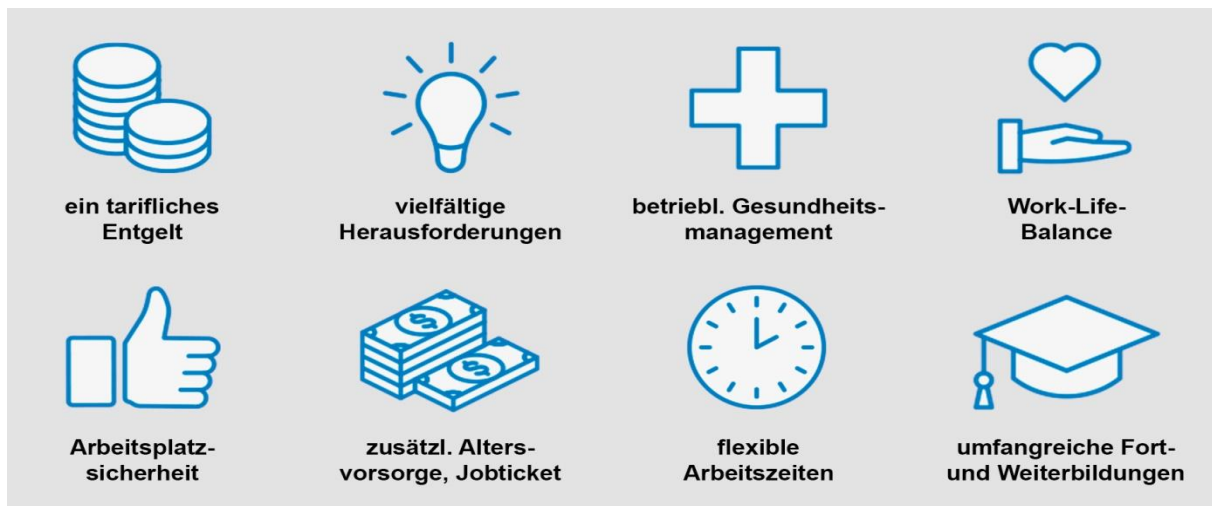 ein tarifliches
Entgelt
vielfältige
Herausforderungen
betriebl. Gesundheits-
management
Work-Life-
Balance
Arbeitsplatz-
sicherheit
zusätzl. Alters-
vorsorge, Jobticket
flexible
Arbeitszeiten
umfangreiche Fort-
und Weiterbildungen